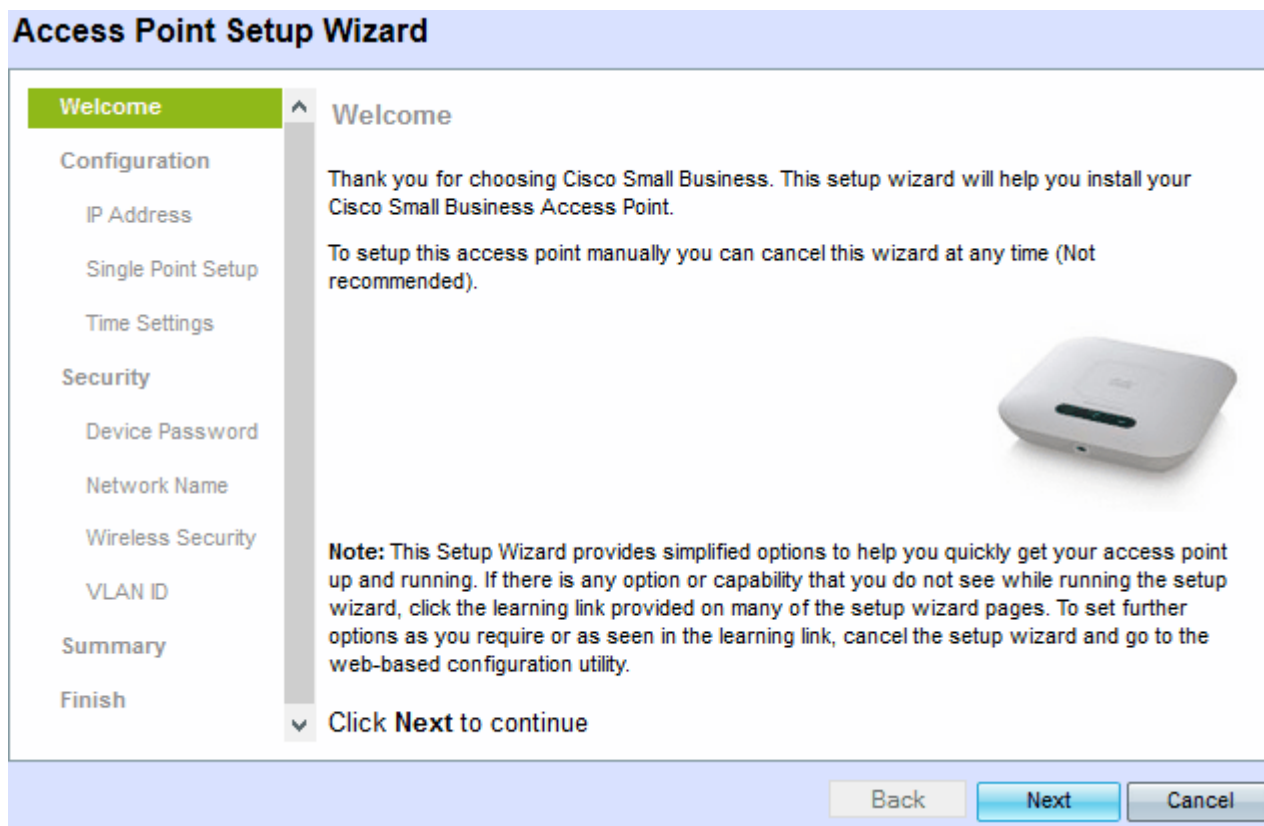 Access Point Setup Wizard
Welcome
Configuration
IP Address
Single Point Setup
Time Settings
Security
Device Password
Network Name
Wireless Security
VLAN ID
Summary
Finish
Welcome
Thank you for choosing Cisco Small Business. This setup wizard will help you install your
Cisco Small Business Access Point.
To setup this access point manually you can cancel this wizard at any time (Not
recommended).
Note: This Setup Wizard provides simplified options to help you quickly get your access point
up and running. If there is any option or capability that you do not see while running the setup
wizard, click the learning link provided on many of the setup wizard pages. To set further
options as you require or as seen in the learning link, cancel the setup wizard and go to the
web-based configuration utility.
Click Next to continue
Back
Next
Cancel